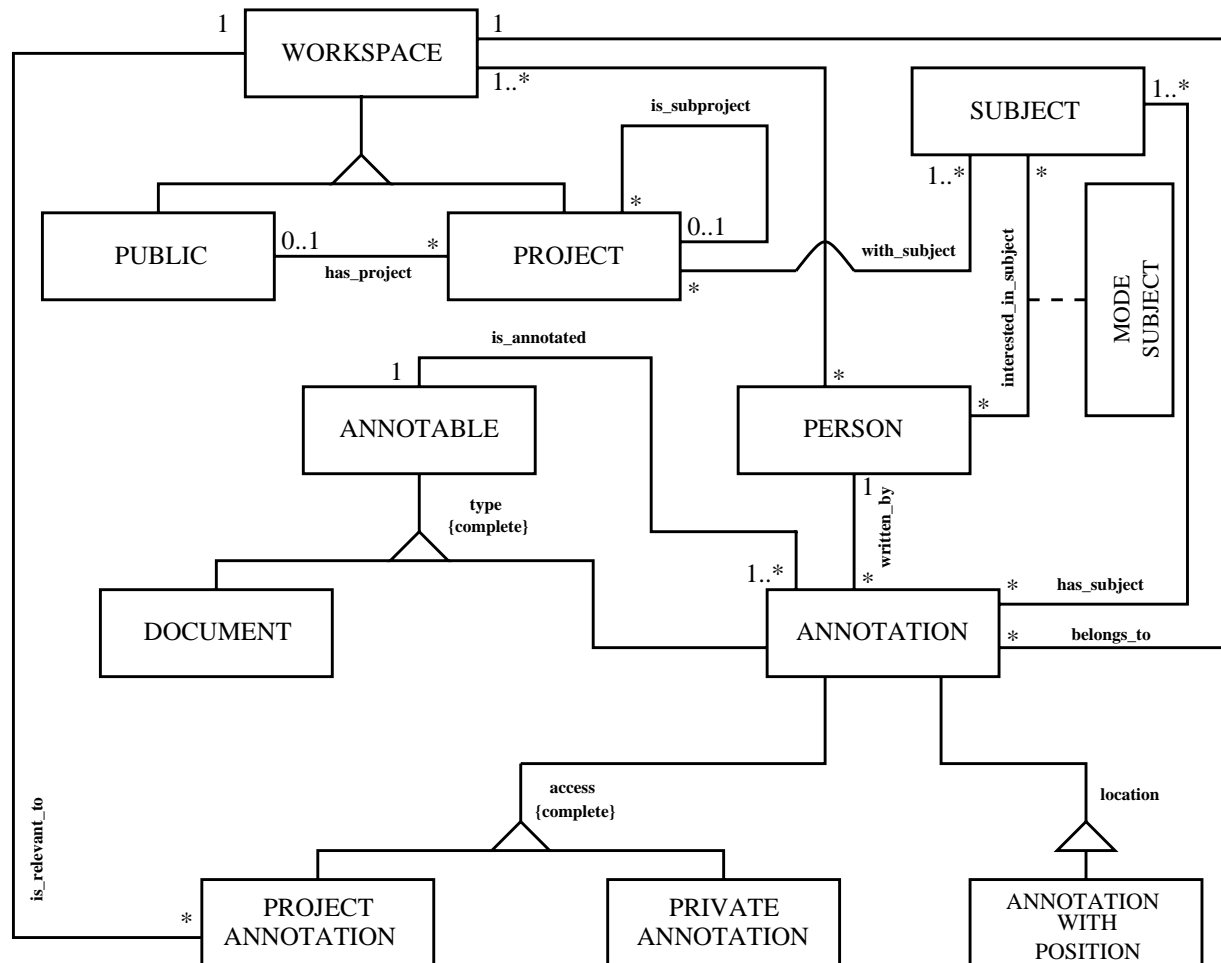 1
1
WORKSPACE
1..*
is_subproject
SUBJECT
1..*
1..*
*
*
PUBLIC
0..1
*
PROJECT
0..1
has_project
*
with_subject
interested_in_subject
MODE
SUBJECT
is_annotated
1
*
ANNOTABLE
PERSON
*
type
{complete}
1
written_by
1..*
*
*
has_subject
DOCUMENT
ANNOTATION
*
belongs_to
access
{complete}
location
is_relevant_to
*
PROJECT
ANNOTATION
PRIVATE
ANNOTATION
ANNOTATION
WITH
POSITION